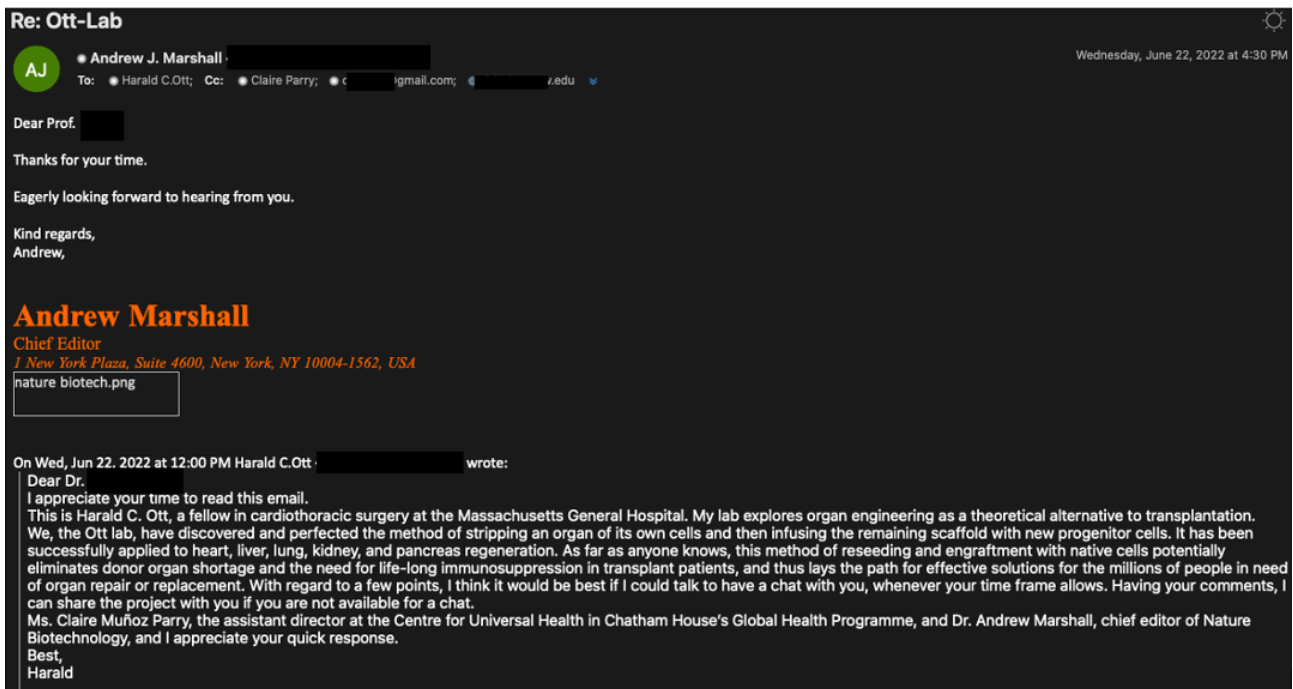 Re: Ott-Lab
AJ
Andrew J. Marshall
Wednesday, June 22, 2022 at 4:30 PM
To: Harald C.Ott; Cc: Claire Parry; gmail.com; .edu
Dear Prof.
Thanks for your time.
Eagerly looking forward to hearing from you.
Kind regards,
Andrew,
Andrew Marshall
Chief Editor
1 New York Plaza, Suite 4600, New York, NY 10004-1562, USA
nature biotech.png
On Wed, Jun 22. 2022 at 12:00 PM Harald C.Ott wrote:
Dear Dr.
I appreciate your time to read this email.
This is Harald C. Ott, a fellow in cardiothoracic surgery at the Massachusetts General Hospital. My lab explores organ engineering as a theoretical alternative to transplantation.
We, the Ott lab, have discovered and perfected the method of stripping an organ of its own cells and then infusing the remaining scaffold with new progenitor cells. It has been
successfully applied to heart, liver, lung, kidney, and pancreas regeneration. As far as anyone knows, this method of reseeding and engraftment with native cells potentially
eliminates donor organ shortage and the need for life-long immunosuppression in transplant patients, and thus lays the path for effective solutions for the millions of people in need
of organ repair or replacement. With regard to a few points, I think it would be best if I could talk to have a chat with you, whenever your time frame allows. Having your comments, I
can share the project with you if you are not available for a chat.
Ms. Claire Muñoz Parry, the assistant director at the Centre for Universal Health in Chatham House's Global Health Programme, and Dr. Andrew Marshall, chief editor of Nature
Biotechnology, and I appreciate your quick response.
Best,
Harald